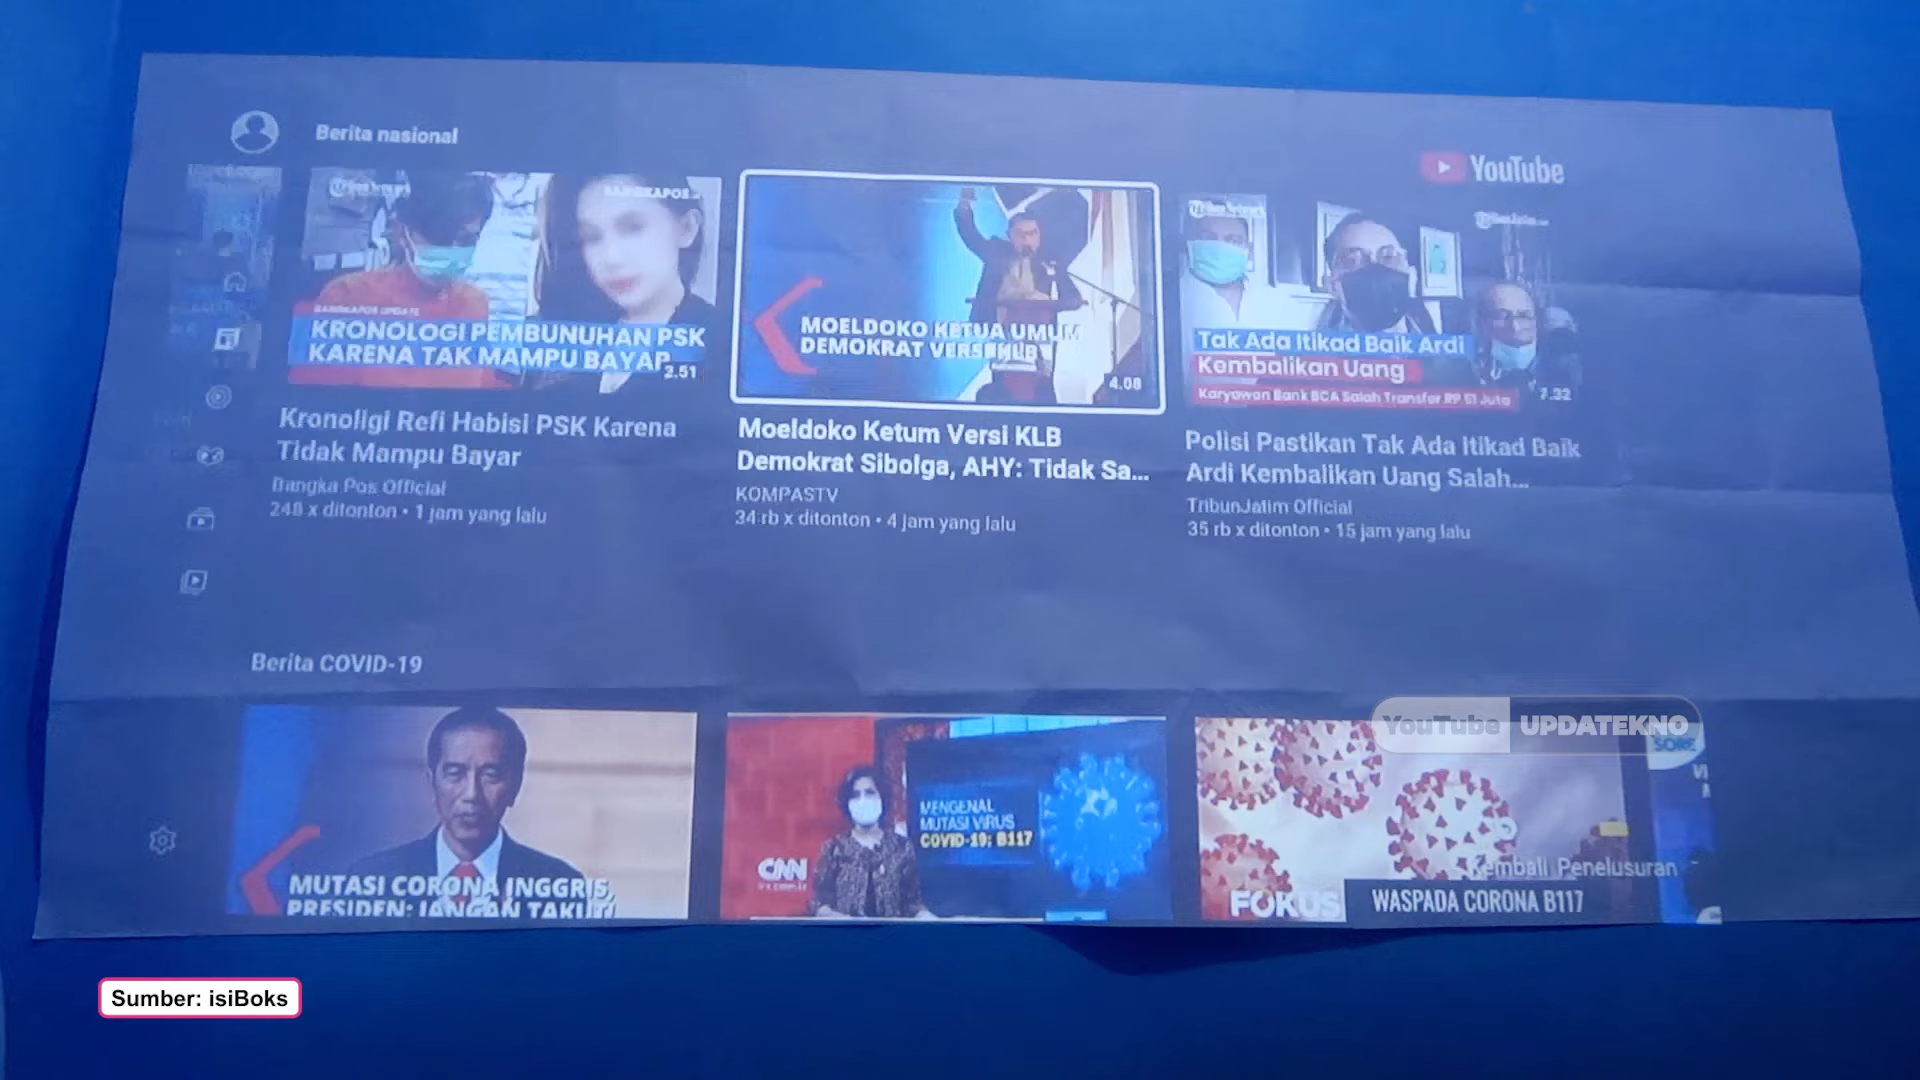 Berita nasional
YouTube
BANGKAPOS UPDATE
KRONOLOGI PEMBUNUHAN PSK
KARENA TAK MAMPU BAYAR
2.51
MOELDOKO KETUA UMUM
DEMOKRAT VERSI KLB
4.08
Tribun Network
Tak Ada Itikad Baik Ardi
Kembalikan Uang
Karyawan Bank BCA Salah Transfer RP 51 Juta
7.32
Kronoligi Refi Habisi PSK Karena
Tidak Mampu Bayar
Bangka Pos Official
248 x ditonton • 1 jam yang lalu
Moeldoko Ketum Versi KLB
Demokrat Sibolga, AHY: Tidak Sa...
KOMPASTV
34 rb x ditonton • 4 jam yang lalu
Polisi Pastikan Tak Ada Itikad Baik
Ardi Kembalikan Uang Salah...
TribunJatim Official
35 rb x ditonton • 15 jam yang lalu
Berita COVID-19
YouTube UPDATEKNO
SORE
MUTASI CORONA INGGRIS,
PRESIDEN: JANGAN TAKUT!
CNN
MENGENAL
MUTASI VIRUS
COVID-19; B117
Kembali Penelusuran
FOKUS
WASPADA CORONA B117
Sumber: isiBoks